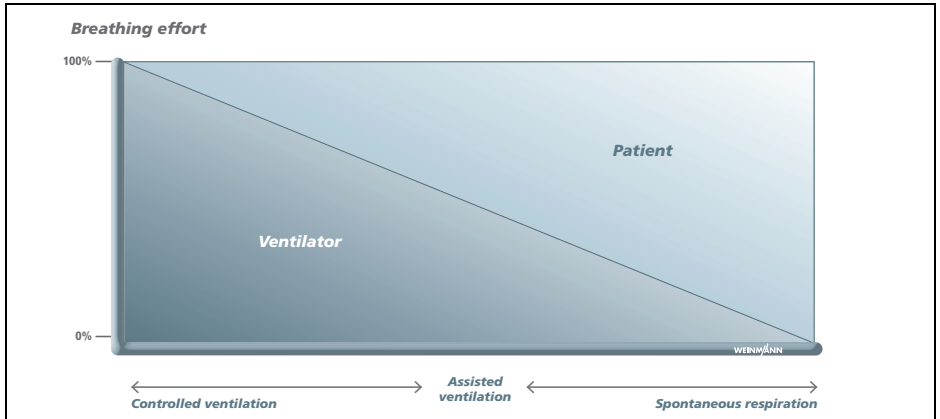 Breathing effort
100%
Patient
Ventilator
0%
WEINMANN
Assisted
ventilation
Controlled ventilation
Spontaneous respiration